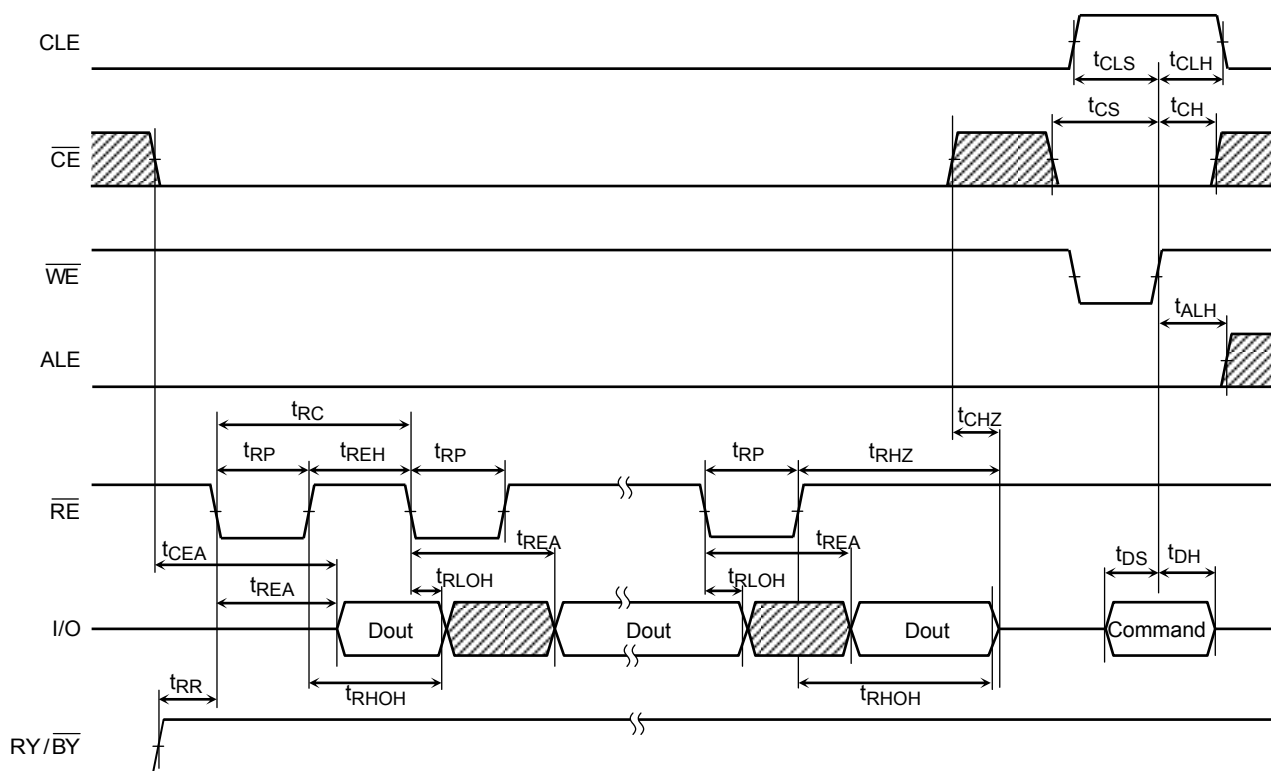 CLE
tCLS tCLH
tCS tCH
CE
WE
tALH
ALE
tRC
tCHZ
tRP tREH tRP tRP tRHZ
RE
tCEA tREA tREA
tDS tDH
tREA tRLOH tRLOH
I/O Dout Dout Dout Command
tRR tRHOH tRHOH
RY/BY